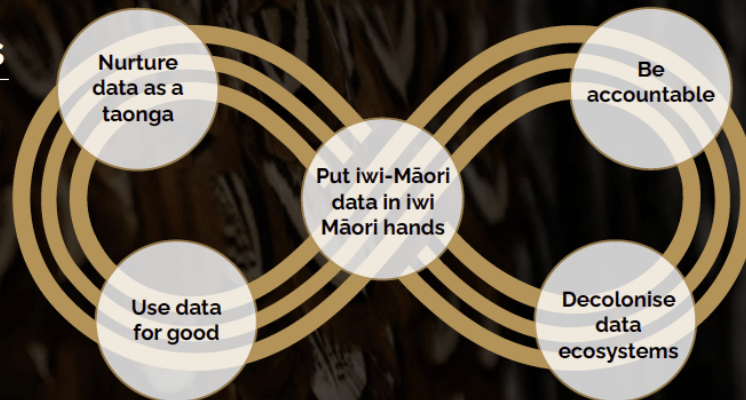 s
Nurture
data as a
taonga
Be
accountable
Put iwi-Māori
data in iwi
Māori hands
Use data
for good
Decolonise
data
ecosystems